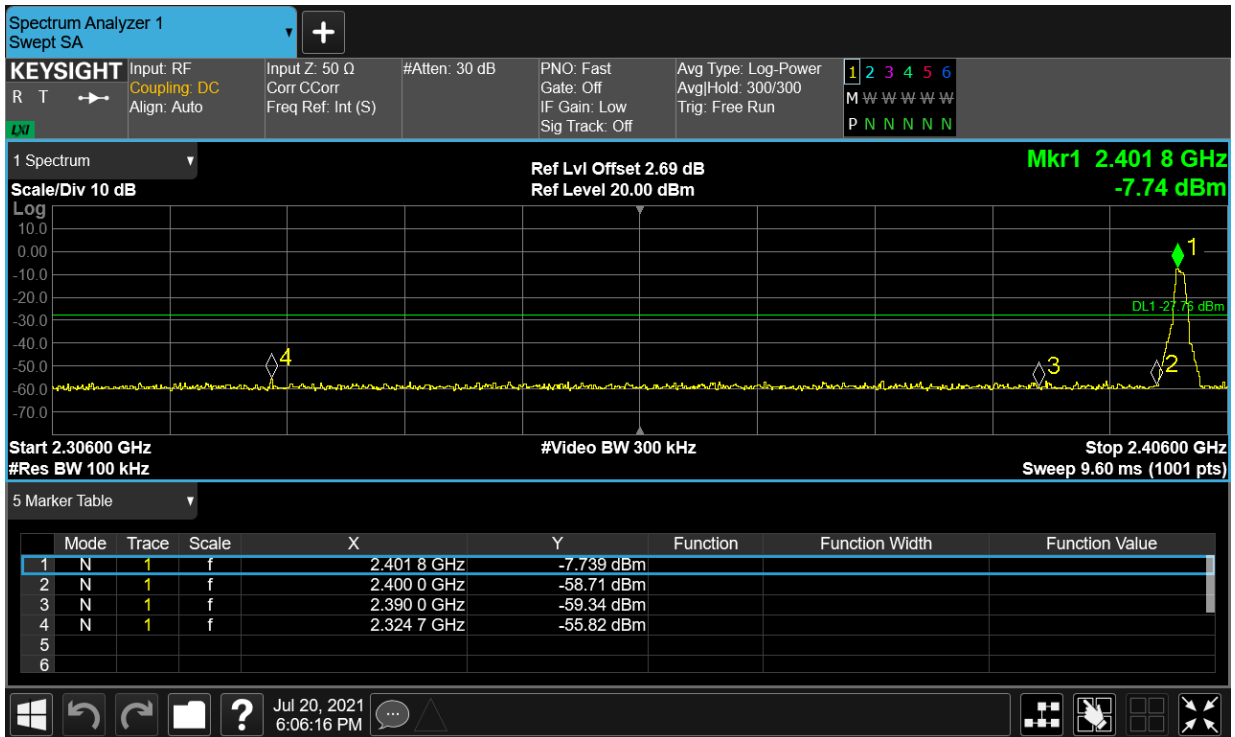 Spectrum Analyzer 1
Swept SA
+
KEYSIGHT
R T
LXI
Input: RF
Coupling: DC
Align: Auto
Input Z: 50 Ω
Corr CCorr
Freq Ref: Int (S)
#Atten: 30 dB
PNO: Fast
Gate: Off
IF Gain: Low
Sig Track: Off
Avg Type: Log-Power
Avg|Hold: 300/300
Trig: Free Run
1 2 3 4 5 6
M W W W W W
P N N N N N
1 Spectrum
Scale/Div 10 dB
Ref Lvl Offset 2.69 dB
Ref Level 20.00 dBm
Mkr1 2.401 8 GHz
-7.74 dBm
Log
10.0
0.00
-10.0
-20.0
-30.0
-40.0
-50.0
-60.0
-70.0
1
DL1 -27.76 dBm
4
3
2
Start 2.30600 GHz
#Video BW 300 kHz
Stop 2.40600 GHz
#Res BW 100 kHz
Sweep 9.60 ms (1001 pts)
5 Marker Table
Mode Trace Scale X Y Function Function Width Function Value
1 N 1 f 2.401 8 GHz -7.739 dBm
2 N 1 f 2.400 0 GHz -58.71 dBm
3 N 1 f 2.390 0 GHz -59.34 dBm
4 N 1 f 2.324 7 GHz -55.82 dBm
5
6
?
Jul 20, 2021
6:06:16 PM